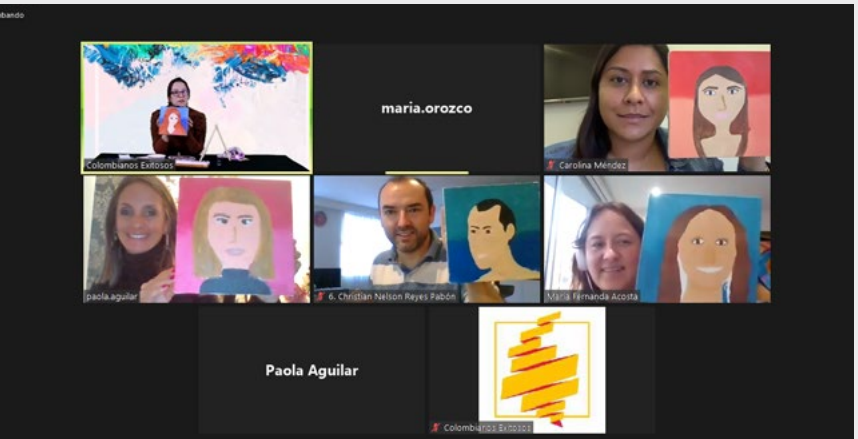 Colombianos Exitosos
maria.orozco
Carolina Méndez
paola.aguilar
6. Christian Nelson Reyes Pabón
María Fernanda Acosta
Paola Aguilar
Colombianos Exitosos